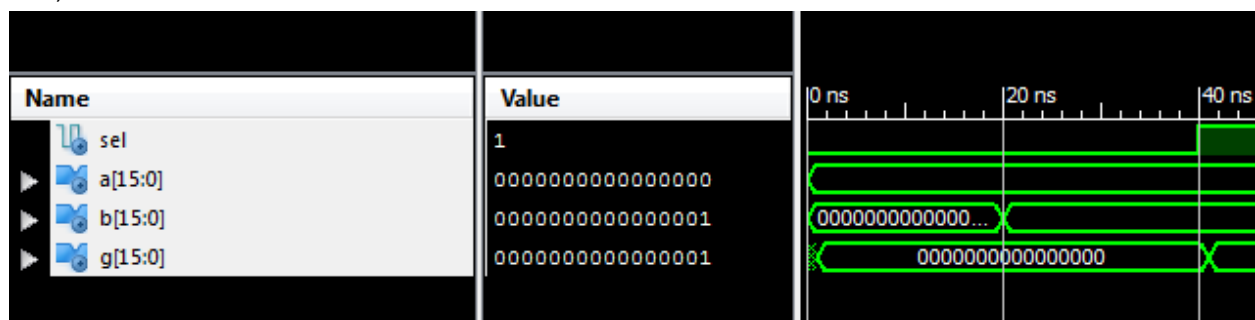 Name Value 0 ns 20 ns 40 ns
sel 1
a[15:0] 0000000000000000
b[15:0] 0000000000000001 0000000000000...
g[15:0] 0000000000000001 0000000000000000